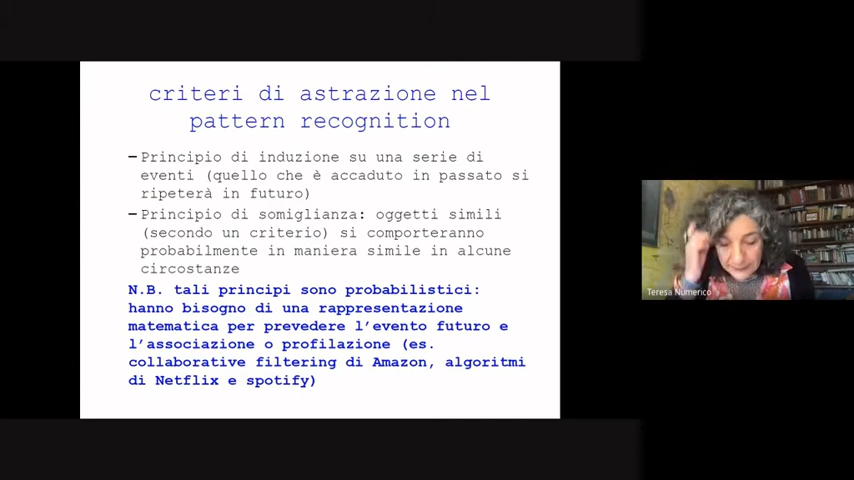 criteri di astrazione nel
pattern recognition
–Principio di induzione su una serie di
eventi (quello che è accaduto in passato si
ripeterà in futuro)
–Principio di somiglianza: oggetti simili
(secondo un criterio) si comporteranno
probabilmente in maniera simile in alcune
circostanze
N.B. tali principi sono probabilistici:
hanno bisogno di una rappresentazione
matematica per prevedere l’evento futuro e
l’associazione o profilazione (es.
collaborative filtering di Amazon, algoritmi
di Netflix e spotify)
Teresa Numerico